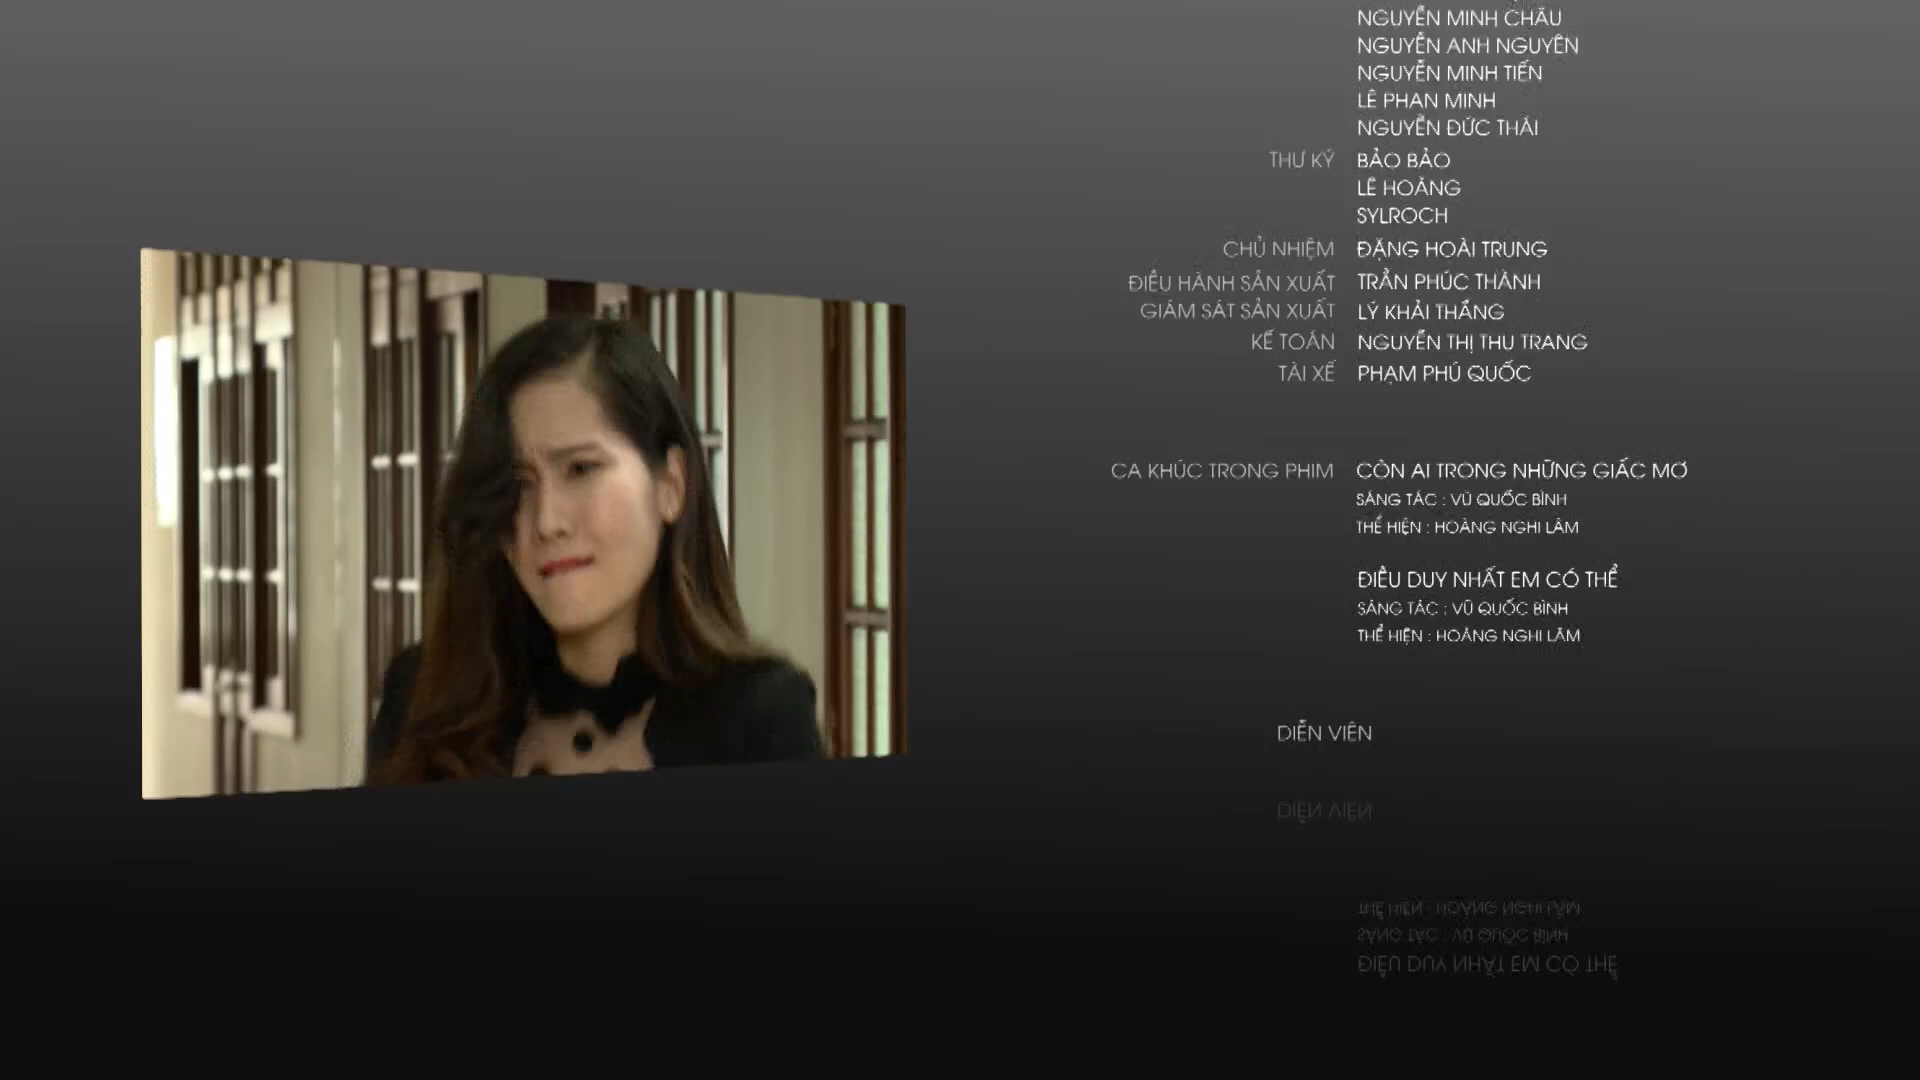 NGUYỄN MINH CHÂU
NGUYỄN ANH NGUYÊN
NGUYỄN MINH TIẾN
LÊ PHAN MINH
NGUYỄN ĐỨC THÁI
THƯ KÝ BẢO BẢO
LÊ HOÀNG
SYLROCH
CHỦ NHIỆM ĐẶNG HOÀI TRUNG
ĐIỀU HÀNH SẢN XUẤT TRẦN PHÚC THÀNH
GIÁM SÁT SẢN XUẤT LÝ KHẢI THẮNG
KẾ TOÁN NGUYỄN THỊ THU TRANG
TÀI XẾ PHẠM PHÚ QUỐC
CA KHÚC TRONG PHIM CÒN AI TRONG NHỮNG GIẤC MƠ
SÁNG TÁC : VŨ QUỐC BÌNH
THỂ HIỆN : HOÀNG NGHI LÂM
ĐIỀU DUY NHẤT EM CÓ THỂ
SÁNG TÁC : VŨ QUỐC BÌNH
THỂ HIỆN : HOÀNG NGHI LÂM
DIỄN VIÊN